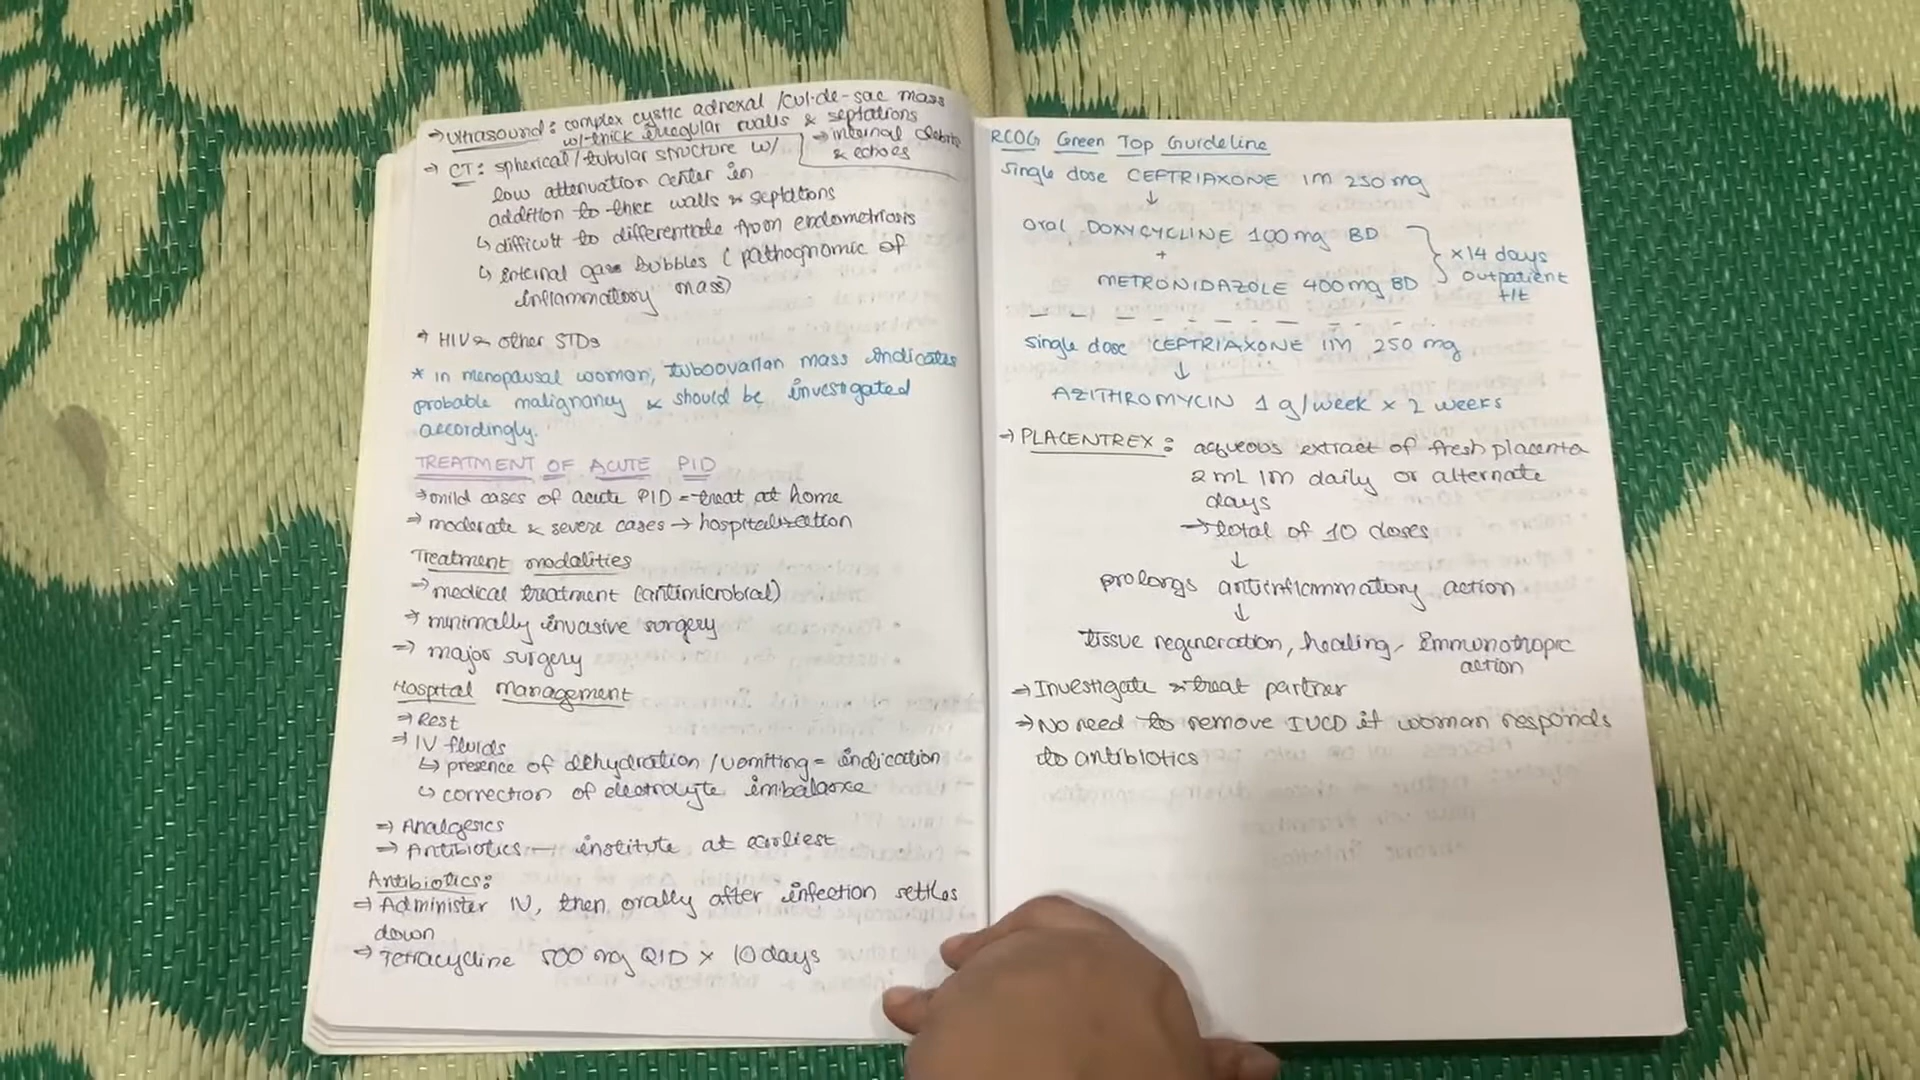 → Ultrasound: complex cystic adnexal / cul-de-sac mass
w/ thick irregular walls & septations
→ internal debris
& echoes
→ CT: spherical / tubular structure w/
low attenuation center in
addition to thick walls & septations
↳ difficult to differentiate from endometriosis
↳ internal gas bubbles (pathognomic of
inflammatory mass)
→ HIV & other STDs
* in menopausal woman, tuboovarian mass indicates
probable malignancy & should be investigated
accordingly.
TREATMENT OF ACUTE PID
→ mild cases of acute PID = treat at home
→ moderate & severe cases → hospitalization
Treatment modalities
→ medical treatment (antimicrobial)
→ minimally invasive surgery
→ major surgery
Hospital management
→ Rest
→ IV fluids
↳ presence of dehydration / vomiting = indication
↳ correction of electrolyte imbalance
→ Analgesics
→ Antibiotics — institute at earliest
Antibiotics:
→ Administer IV, then orally after infection settles
down
→ Tetracycline 500 mg QID × 10 days
RCOG Green Top Guideline
Single dose CEFTRIAXONE IM 250 mg
↓
oral DOXYCYCLINE 100 mg BD
+
METRONIDAZOLE 400 mg BD
× 14 days
outpatient
t/t
single dose CEFTRIAXONE IM 250 mg
↓
AZITHROMYCIN 1 g/week × 2 weeks
→ PLACENTREX: aqueous extract of fresh placenta
2 mL IM daily or alternate
days
→ total of 10 doses
↓
prolongs antiinflammatory action
↓
tissue regeneration, healing, immunotropic
action
→ Investigate & treat partner
→ No need to remove IUCD if woman responds
to antibiotics